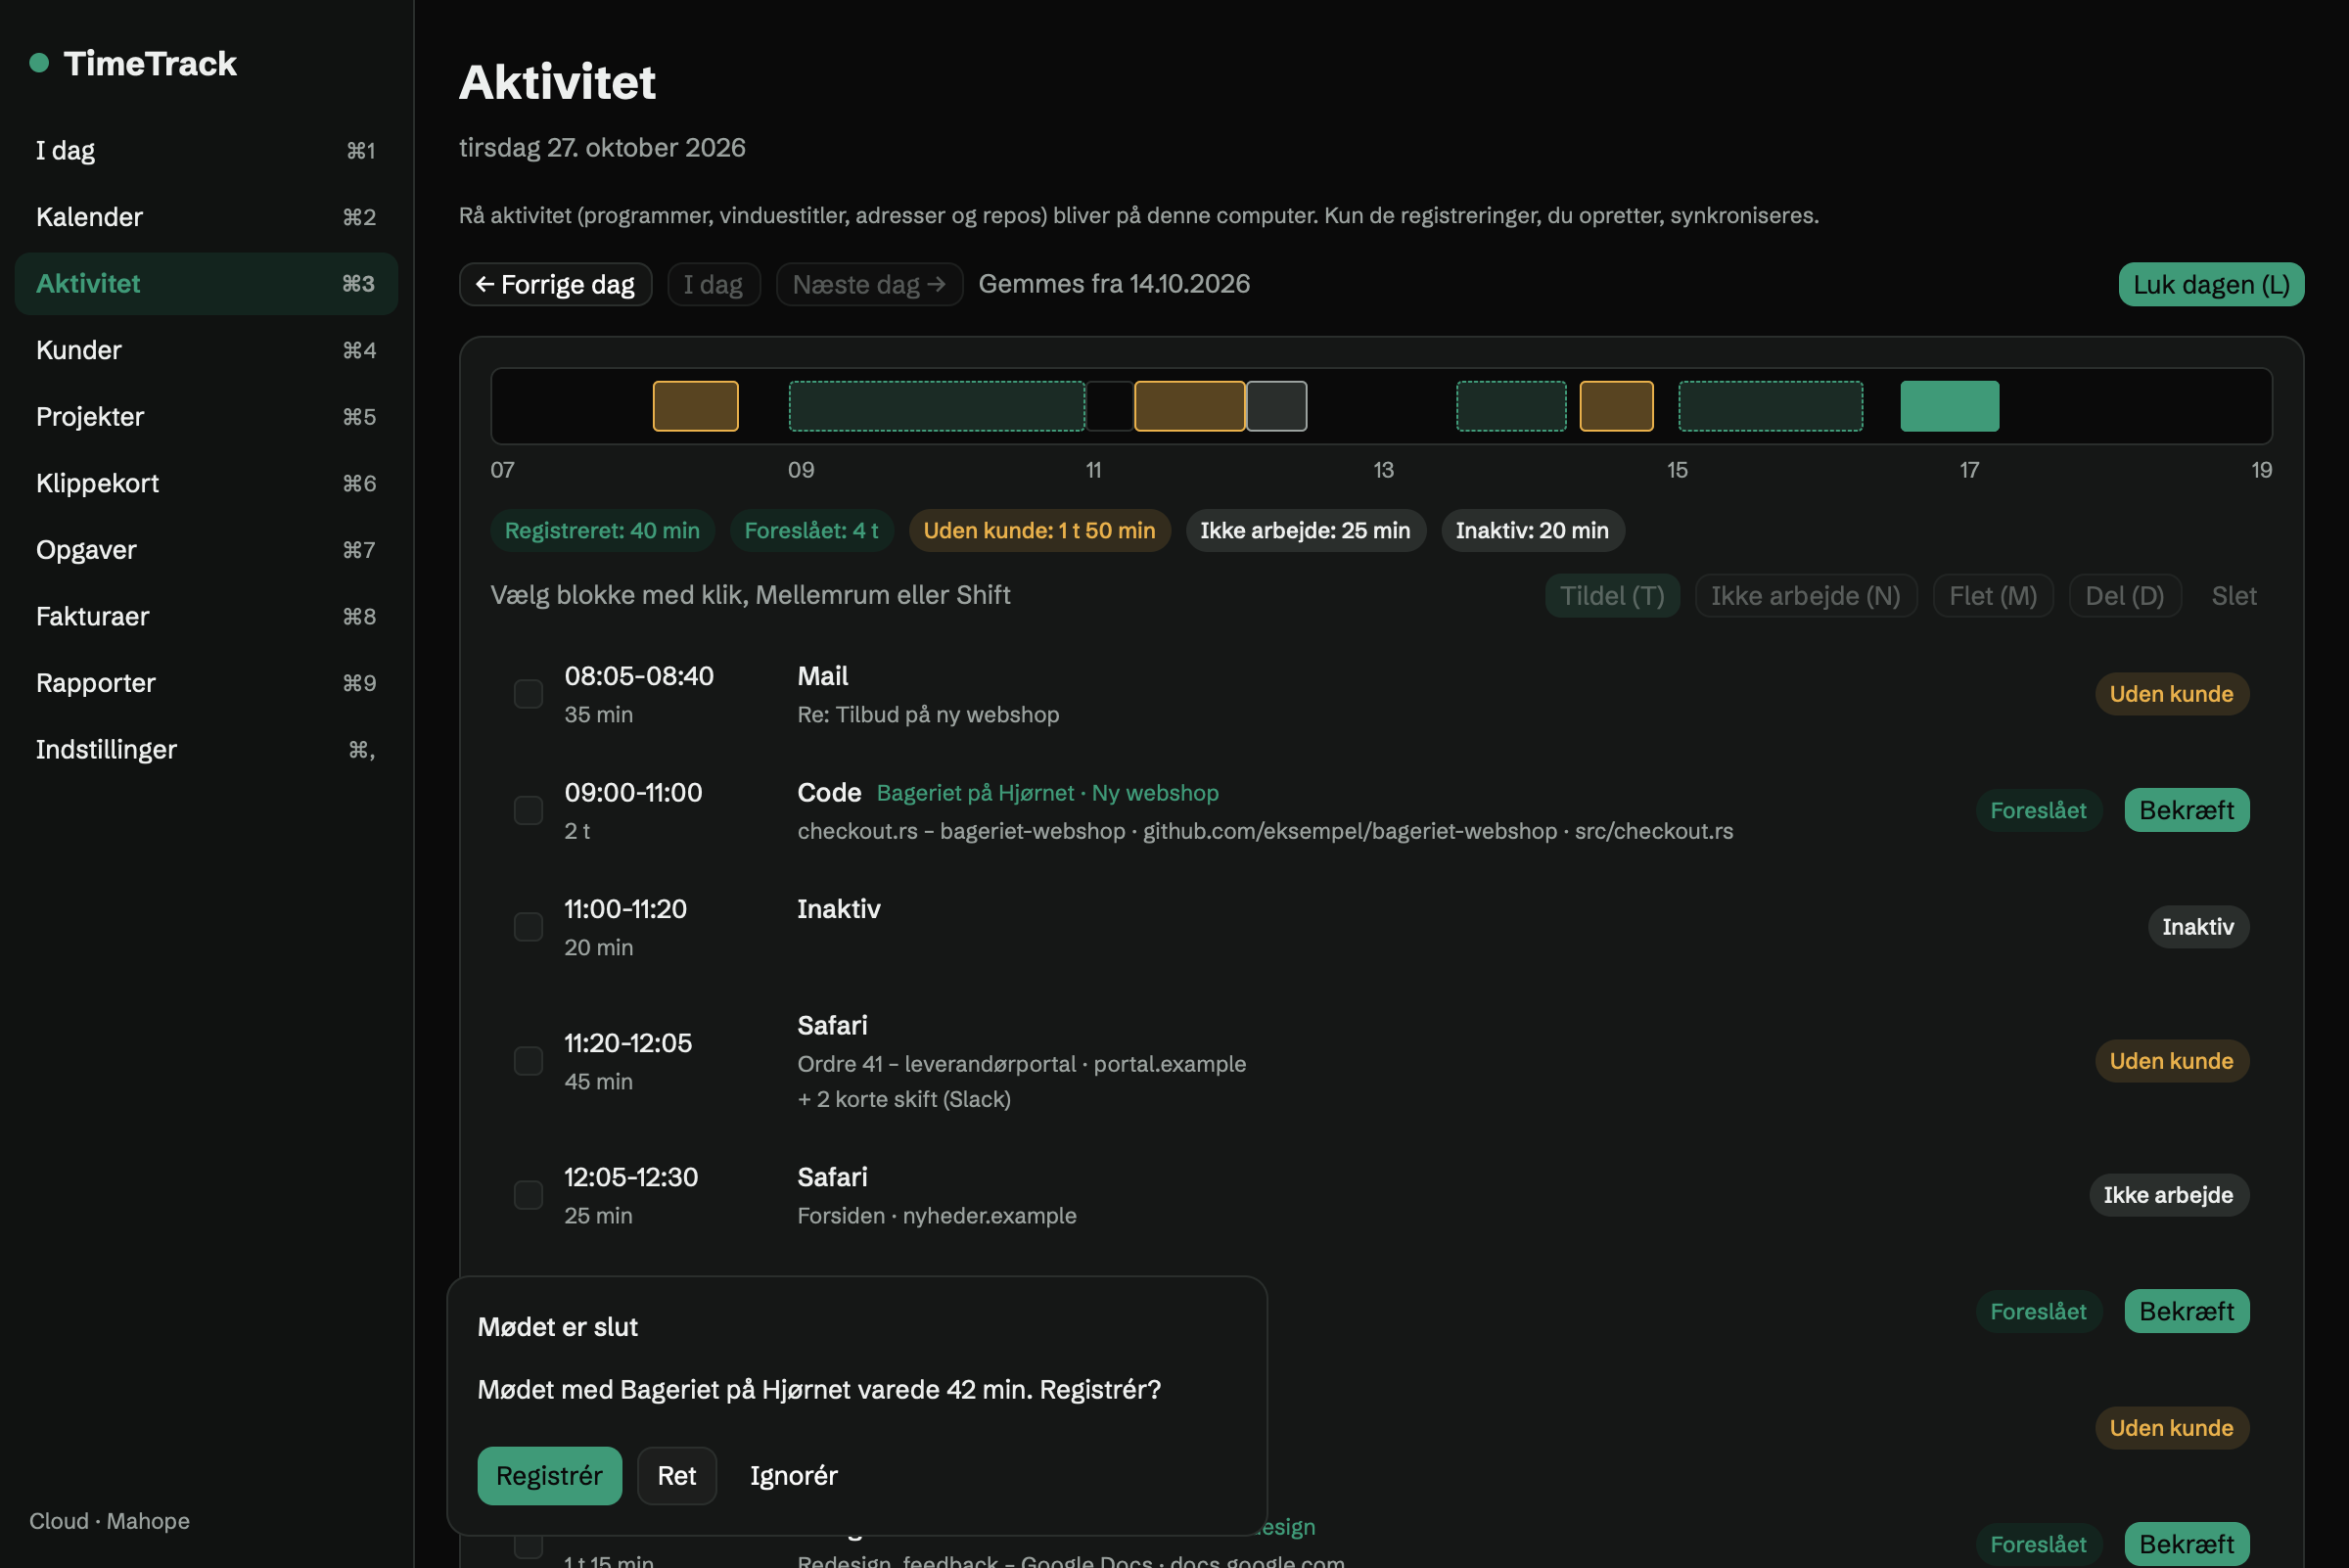 TimeTrack
I dag ⌘1
Kalender ⌘2
Aktivitet ⌘3
Kunder ⌘4
Projekter ⌘5
Klippekort ⌘6
Opgaver ⌘7
Fakturaer ⌘8
Rapporter ⌘9
Indstillinger ⌘,
Cloud · Mahope
Aktivitet
tirsdag 27. oktober 2026
Rå aktivitet (programmer, vinduestitler, adresser og repos) bliver på denne computer. Kun de registreringer, du opretter, synkroniseres.
← Forrige dag I dag Næste dag → Gemmes fra 14.10.2026 Luk dagen (L)
07 09 11 13 15 17 19
Registreret: 40 min Foreslået: 4 t Uden kunde: 1 t 50 min Ikke arbejde: 25 min Inaktiv: 20 min
Vælg blokke med klik, Mellemrum eller Shift Tildel (T) Ikke arbejde (N) Flet (M) Del (D) Slet
08:05-08:40 Mail
35 min Re: Tilbud på ny webshop
Uden kunde
09:00-11:00 Code Bageriet på Hjørnet · Ny webshop
2 t checkout.rs – bageriet-webshop · github.com/eksempel/bageriet-webshop · src/checkout.rs
Foreslået Bekræft
11:00-11:20 Inaktiv
20 min
Inaktiv
Safari
11:20-12:05 Ordre 41 – leverandørportal · portal.example
45 min + 2 korte skift (Slack)
Uden kunde
12:05-12:30 Safari
25 min Forsiden · nyheder.example
Ikke arbejde
Foreslået Bekræft
Uden kunde
Mødet er slut
Mødet med Bageriet på Hjørnet varede 42 min. Registrér?
Registrér Ret Ignorér
esign
1 t 15 min Redesign, feedback – Google Docs · docs.google.com
Foreslået Bekræft